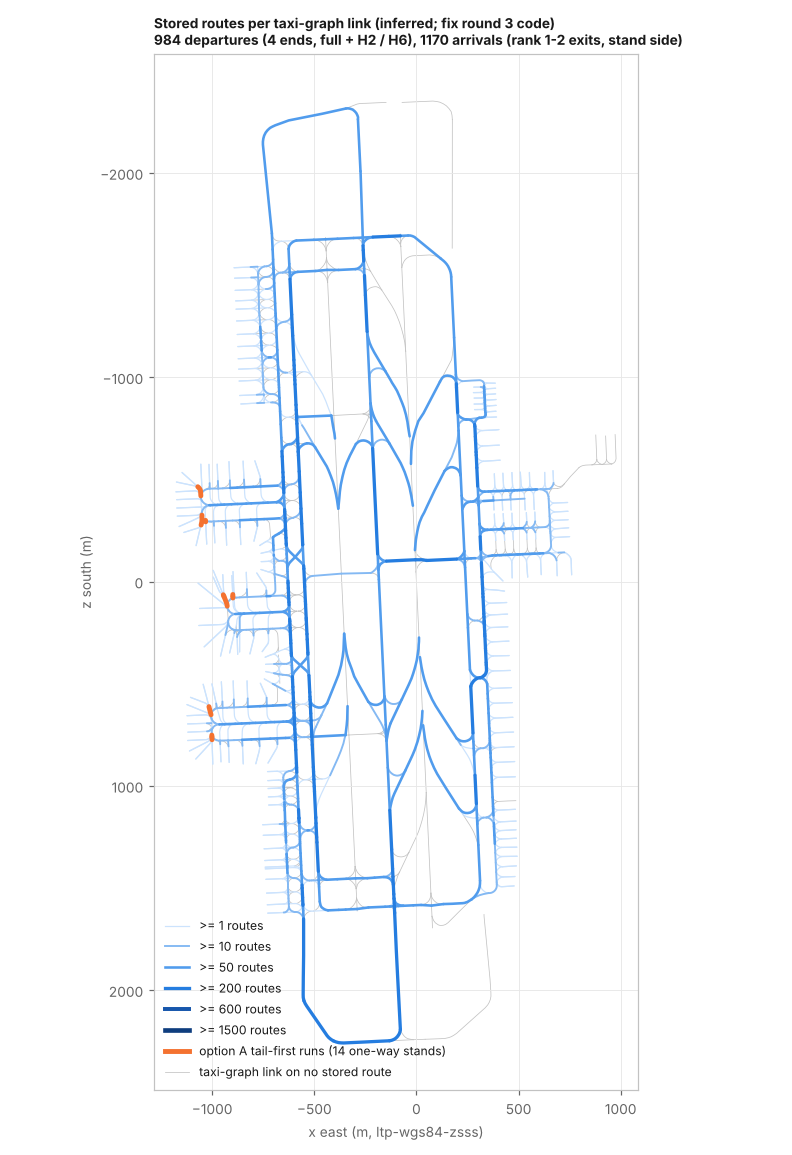 Stored routes per taxi-graph link (inferred; fix round 3 code)
984 departures (4 ends, full + H2 / H6), 1170 arrivals (rank 1-2 exits, stand side)
−2000
−1000
0
1000
2000
z south (m)
>= 1 routes
>= 10 routes
>= 50 routes
>= 200 routes
>= 600 routes
>= 1500 routes
option A tail-first runs (14 one-way stands)
taxi-graph link on no stored route
−1000 −500 0 500 1000
x east (m, ltp-wgs84-zsss)